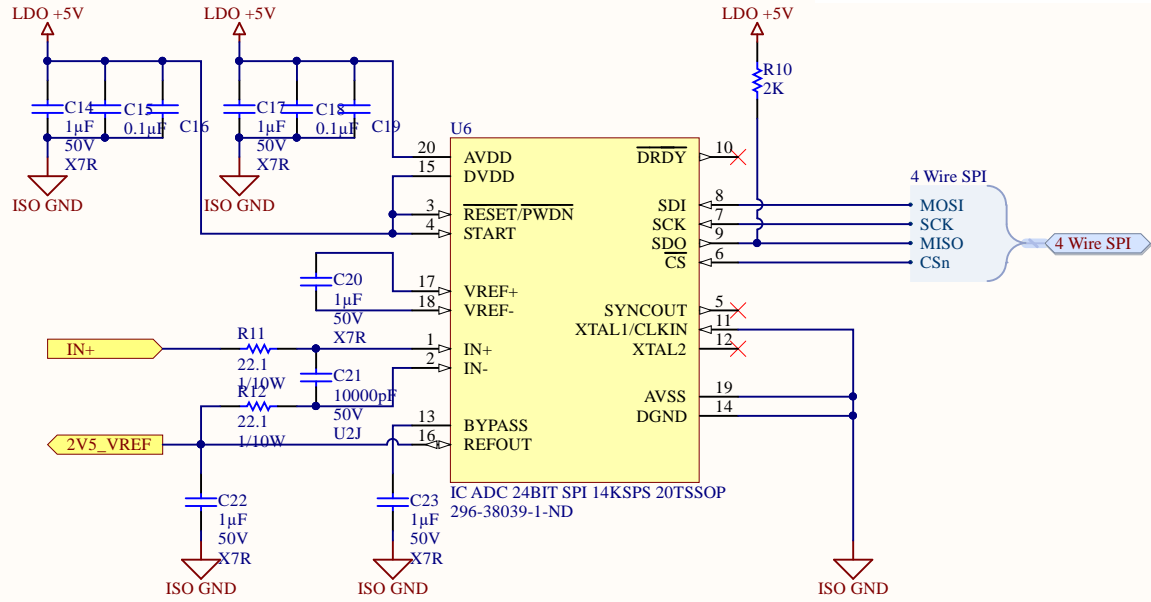 LDO +5V
LDO +5V
LDO +5V
C14
1µF
50V
X7R
C15
0.1µF
C16
C17
1µF
50V
X7R
C18
0.1µF
C19
R10
2K
ISO GND
ISO GND
U6
20 AVDD
15 DVDD
3 RESET/PWDN
4 START
17 VREF+
18 VREF-
1 IN+
2 IN-
13 BYPASS
16 REFOUT
DRDY 10
SDI 8
SCK 7
SDO 9
CS 6
SYNCOUT 5
XTAL1/CLKIN 11
XTAL2 12
AVSS 19
DGND 14
4 Wire SPI
MOSI
SCK
MISO
CSn
4 Wire SPI
C20
1µF
50V
X7R
IN+
R11
22.1
1/10W
C21
10000pF
50V
U2J
R12
22.1
1/10W
2V5_VREF
IC ADC 24BIT SPI 14KSPS 20TSSOP
296-38039-1-ND
C22
1µF
50V
X7R
C23
1µF
50V
X7R
ISO GND
ISO GND
ISO GND